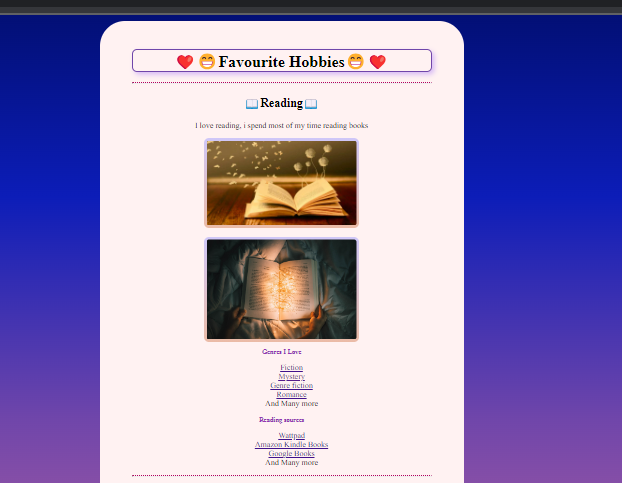 ❤️ 😁 Favourite Hobbies 😁 ❤️
📖 Reading 📖
I love reading, i spend most of my time reading books
Genres I Love
Fiction
Mystery
Genre fiction
Romance
And Many more
Reading sources
Wattpad
Amazon Kindle Books
Google Books
And Many more